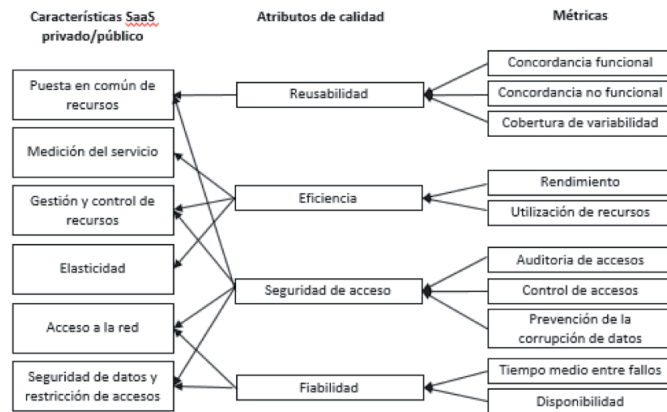 Características SaaS
privado/público
Atributos de calidad
Métricas
Puesta en común de
recursos
Medición del servicio
Gestión y control de
recursos
Elasticidad
Acceso a la red
Seguridad de datos y
restricción de accesos
Reusabilidad
Eficiencia
Seguridad de acceso
Fiabilidad
Concordancia funcional
Concordancia no funcional
Cobertura de variabilidad
Rendimiento
Utilización de recursos
Auditoria de accesos
Control de accesos
Prevención de la
corrupción de datos
Tiempo medio entre fallos
Disponibilidad